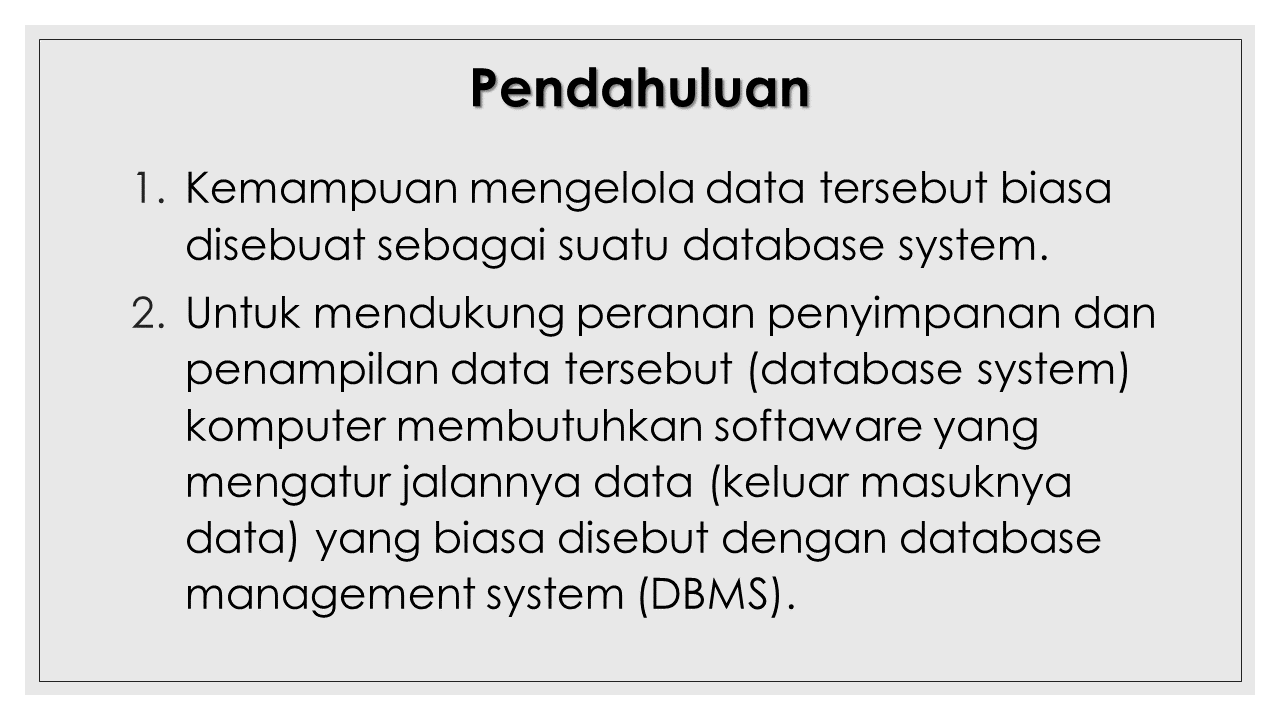 Pendahuluan
1. Kemampuan mengelola data tersebut biasa
disebuat sebagai suatu database system.
2. Untuk mendukung peranan penyimpanan dan
penampilan data tersebut (database system)
komputer membutuhkan softaware yang
mengatur jalannya data (keluar masuknya
data) yang biasa disebut dengan database
management system (DBMS).